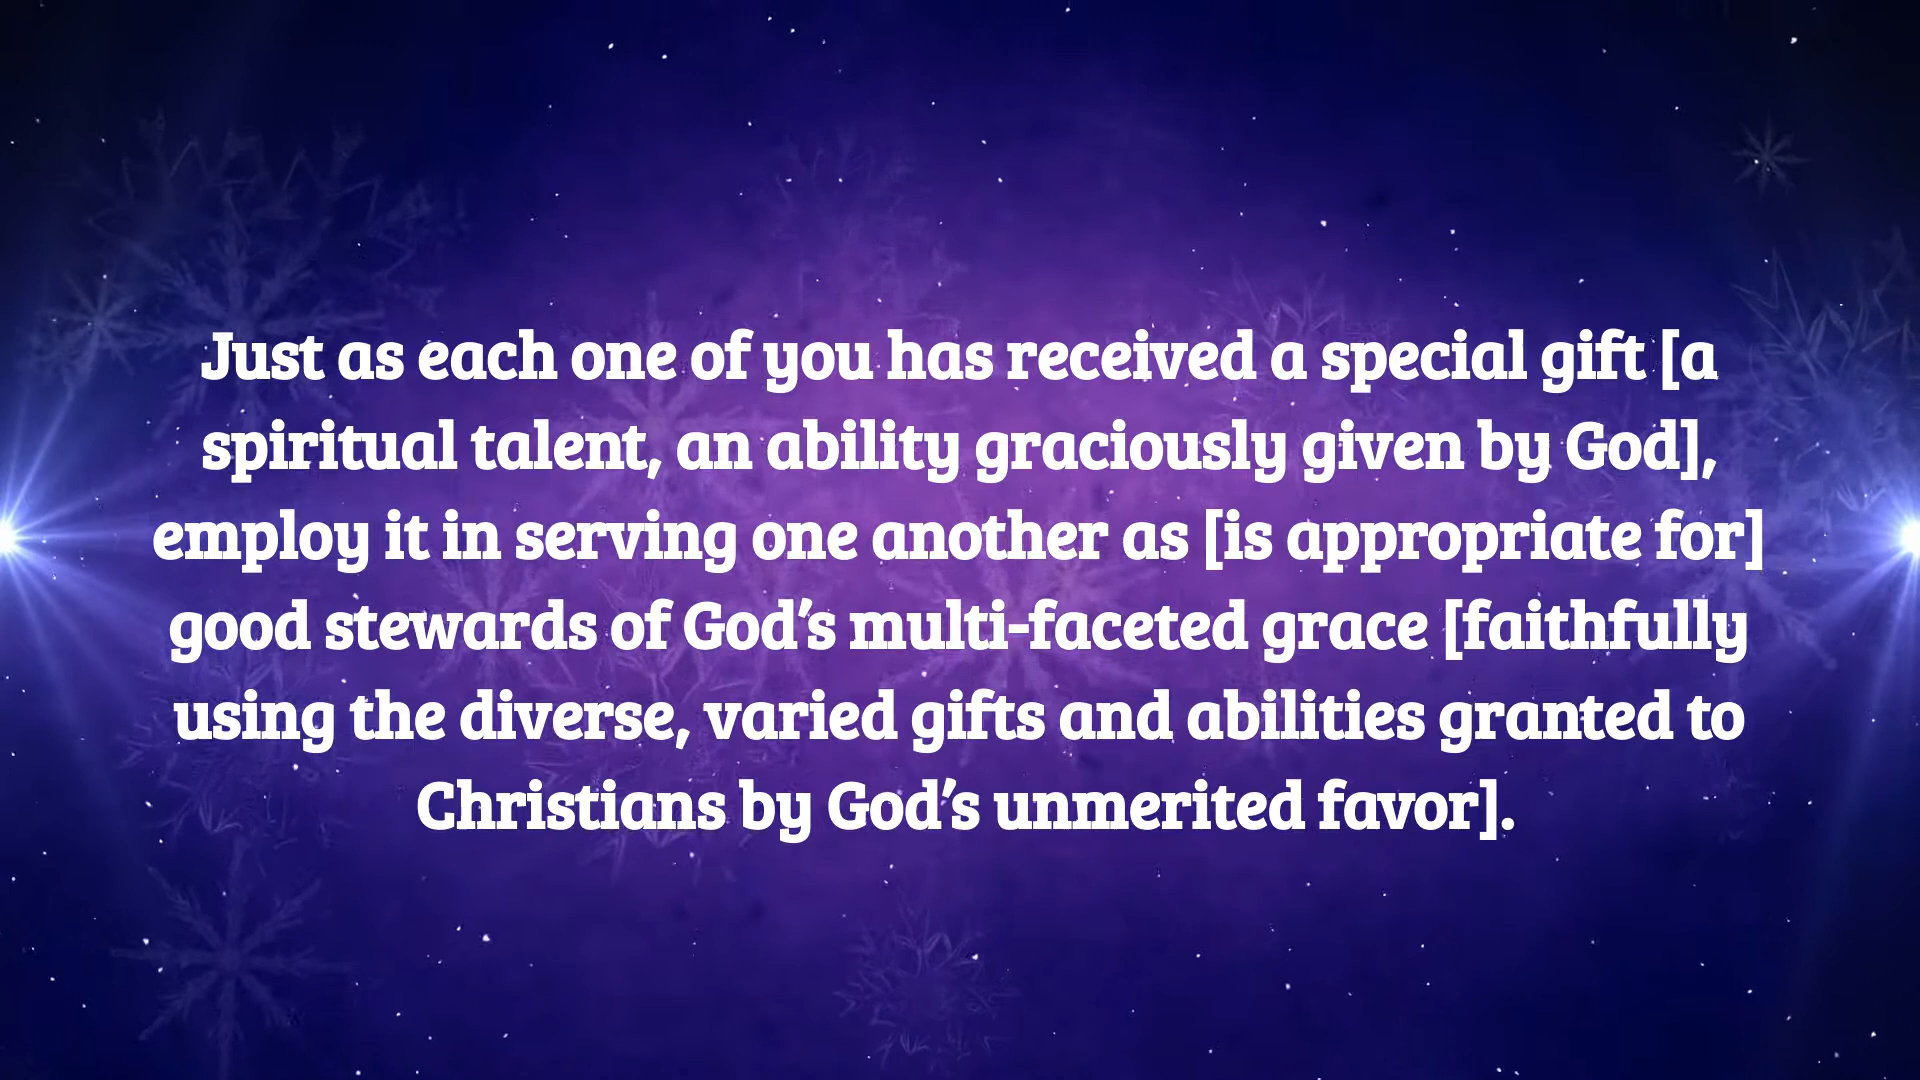 Just as each one of you has received a special gift [a
spiritual talent, an ability graciously given by God],
employ it in serving one another as [is appropriate for]
good stewards of God’s multi-faceted grace [faithfully
using the diverse, varied gifts and abilities granted to
Christians by God’s unmerited favor].